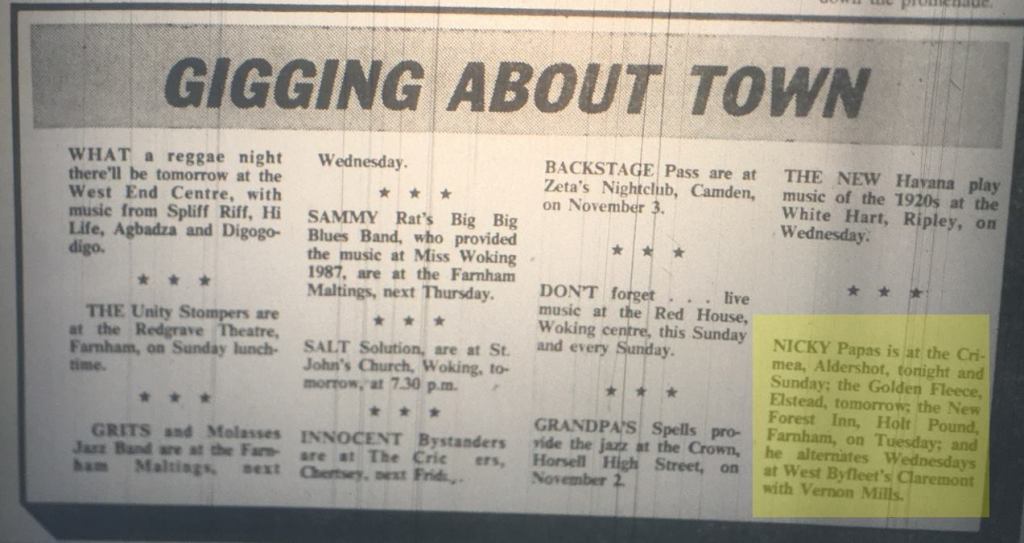 GIGGING ABOUT TOWN
WHAT a reggae night
there'll be tomorrow at the
West End Centre, with
music from Spliff Riff, Hi
Life, Agbadza and Digogo-
digo.
★ ★ ★
THE Unity Stompers are
at the Redgrave Theatre,
Farnham, on Sunday lunch-
time.
★ ★ ★
GRITS and Molasses
Jazz Band are at the Farn-
ham Maltings, next
Wednesday.
★ ★ ★
SAMMY Rat's Big Big
Blues Band, who provided
the music at Miss Woking
1987, are at the Farnham
Maltings, next Thursday.
★ ★ ★
SALT Solution, are at St.
John's Church, Woking, to-
morrow, at 7.30 p.m.
★ ★ ★
INNOCENT Bystanders
are at The
Chertsey, next
BACKSTAGE Pass are at
Zeta's Nightclub, Camden,
on November 3.
★ ★ ★
DON'T forget . . . live
music at the Red House,
Woking centre, this Sunday
and every Sunday.
★ ★ ★
GRANDPA'S Spells pro-
vide the jazz at the Crown,
Horsell High Street, on
November 2.
THE NEW Havana play
music of the 1920s at the
White Hart, Ripley, on
Wednesday.
★ ★ ★
NICKY Papas is at the Cri-
mea, Aldershot, tonight and
Sunday; the Golden Fleece,
Elstead, tomorrow; the New
Forest Inn, Holt Pound,
Farnham, on Tuesday; and
he alternates Wednesdays
at West Byfleet's Claremont
with Vernon Mills.